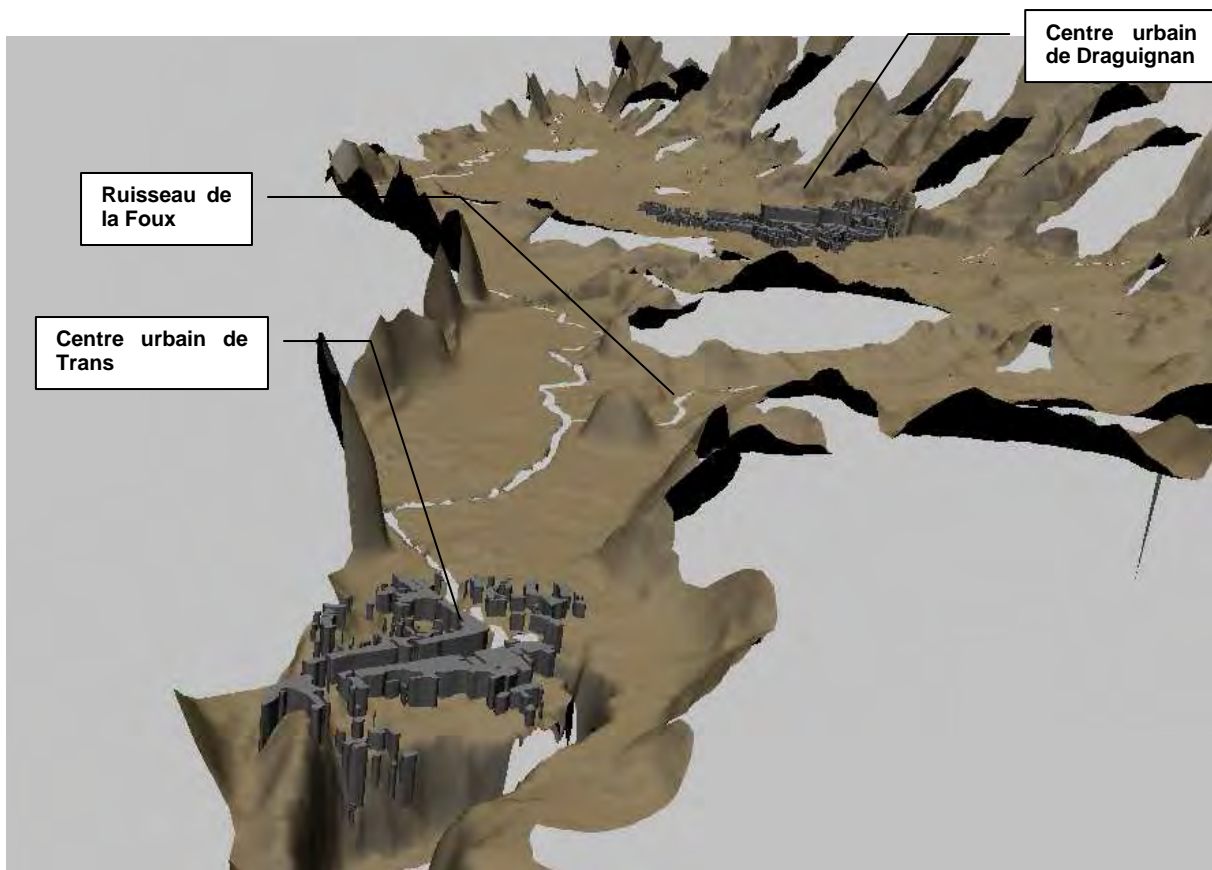 Centre urbain
de Draguignan
Ruisseau de
la Foux
Centre urbain de
Trans